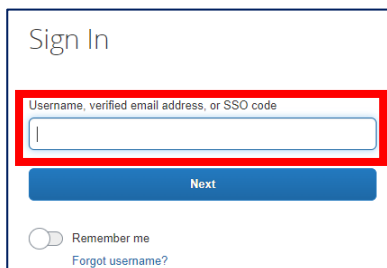 Sign In
Username, verified email address, or SSO code
Next
Remember me
Forgot username?